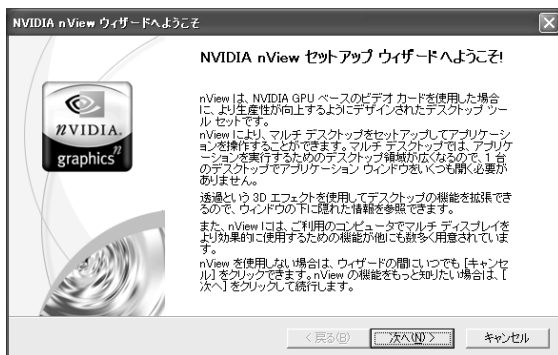 NVIDIA nView ウィザードへようこそ
NVIDIA nView セットアップ ウィザードへようこそ!
nView は、NVIDIA GPU ベースのビデオ カードを使用した場合
に、より生産性が向上するようにデザインされたデスクトップ ツー
ル セットです。
nView により、マルチ デスクトップをセットアップしてアプリケーシ
ョンを操作することができます。マルチ デスクトップでは、アプリケ
ーションを実行するためのデスクトップ領域が広くなるので、1 台
のデスクトップでアプリケーション ウィンドウをいくつも開く必要が
ありません。
透過という 3D エフェクトを使用してデスクトップの機能を拡張でき
るので、ウィンドウの下に隠れた情報を参照できます。
また、nView には、ご利用のコンピュータでマルチ ディスプレイを
より効果的に使用するための機能が他にも数多く用意されていま
す。
nView を使用しない場合は、ウィザードの間にいつでも [キャンセ
ル] をクリックできます。nView の機能をもっと知りたい場合は、[
次へ] をクリックして続行します。
NVIDIA.
graphics n
< 戻る(B)
次へ(N) >
キャンセル